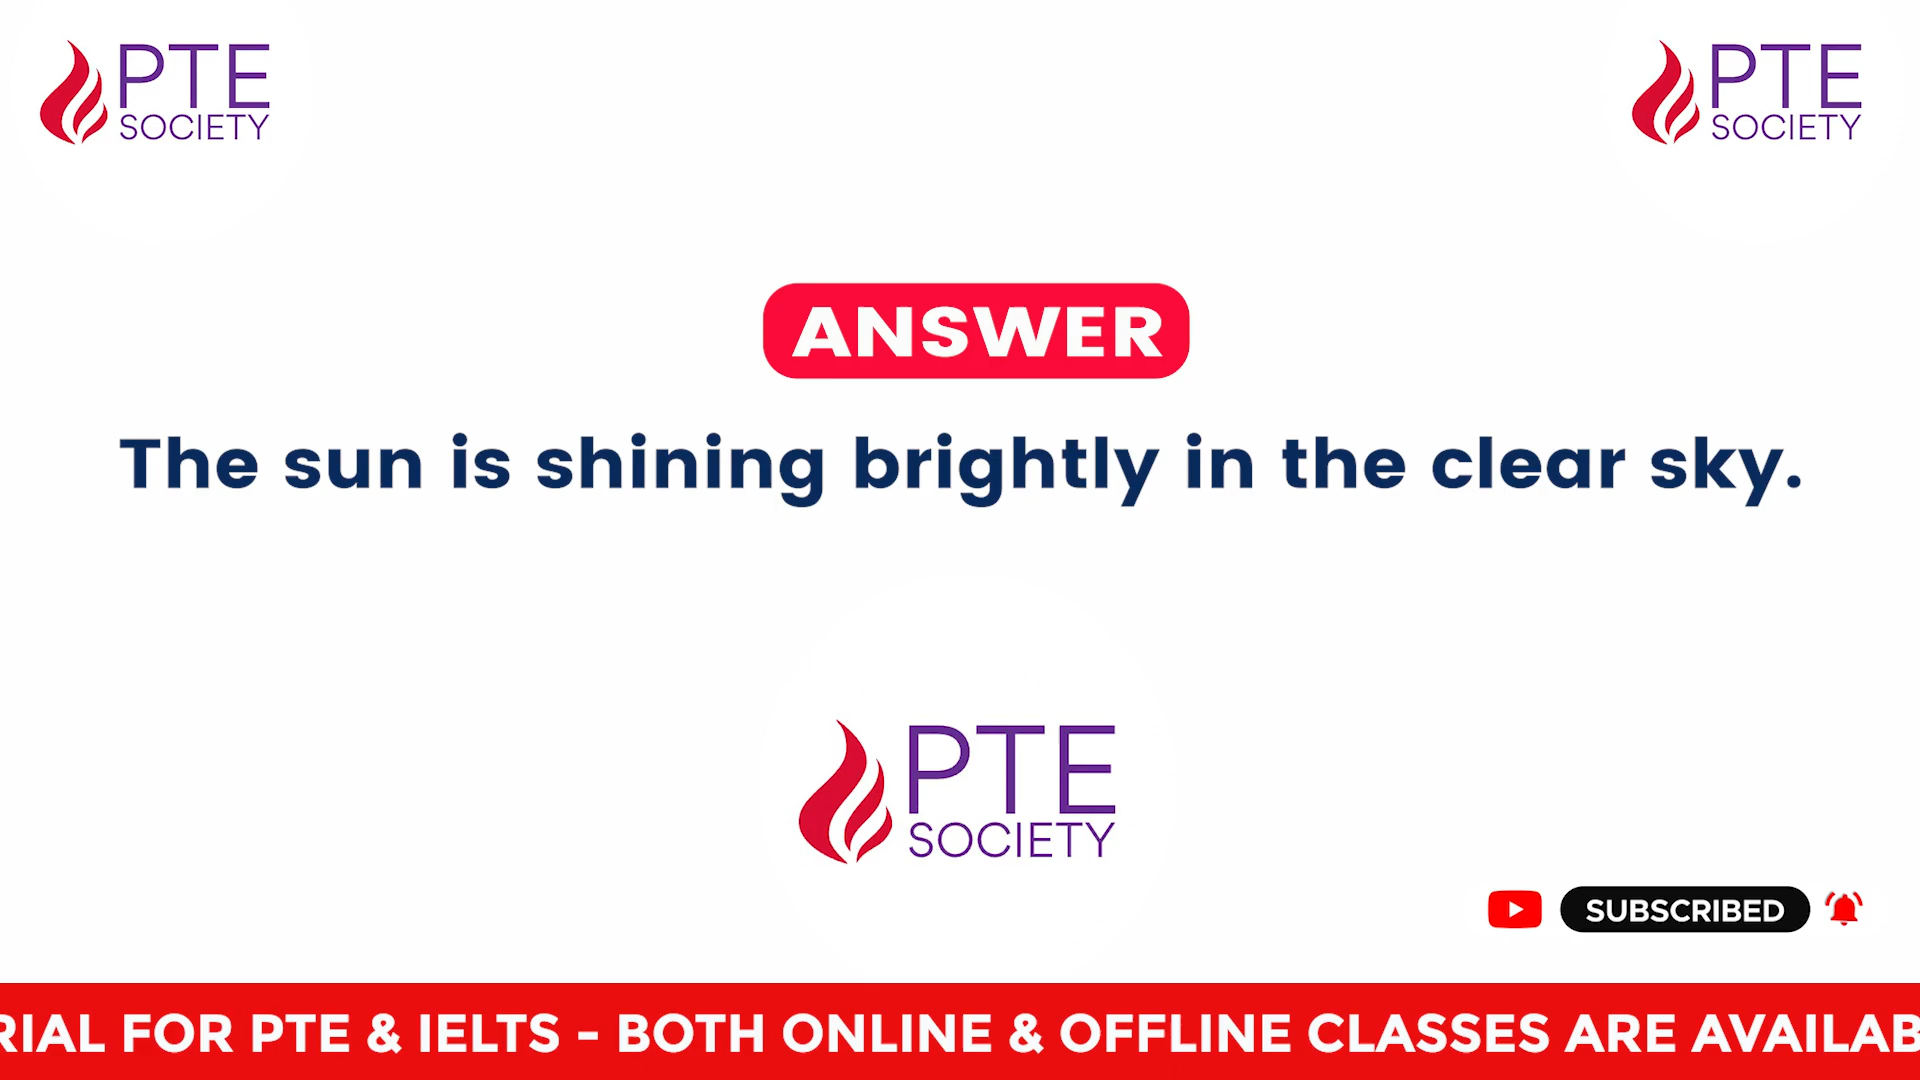 PTE
SOCIETY
PTE
SOCIETY
ANSWER
The sun is shining brightly in the clear sky.
PTE
SOCIETY
SUBSCRIBED
RIAL FOR PTE & IELTS - BOTH ONLINE & OFFLINE CLASSES ARE AVAILAB